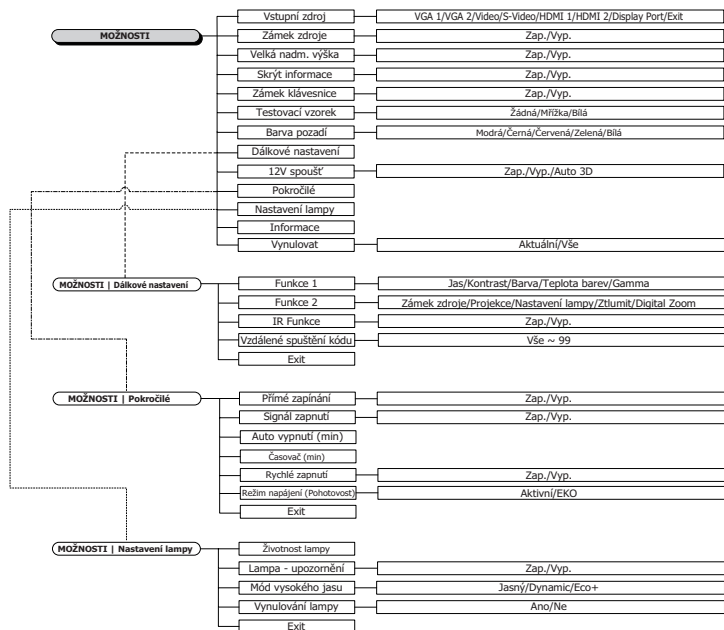 MOŽNOSTI
Vstupní zdroj VGA 1/VGA 2/Video/S-Video/HDMI 1/HDMI 2/Display Port/Exit
Zámek zdroje Zap./Vyp.
Velká nadm. výška Zap./Vyp.
Skrýt informace Zap./Vyp.
Zámek klávesnice Zap./Vyp.
Testovací vzorek Žádná/Mřížka/Bílá
Barva pozadí Modrá/Černá/Červená/Zelená/Bílá
Dálkové nastavení
12V spoušť Zap./Vyp./Auto 3D
Pokročilé
Nastavení lampy
Informace
Vynulovat Aktuální/Vše
MOŽNOSTI | Dálkové nastavení
Funkce 1 Jas/Kontrast/Barva/Teplota barev/Gamma
Funkce 2 Zámek zdroje/Projekce/Nastavení lampy/Ztlumit/Digital Zoom
IR Funkce Zap./Vyp.
Vzdálené spuštění kódu Vše ~ 99
Exit
MOŽNOSTI | Pokročilé
Přímé zapínání Zap./Vyp.
Signál zapnutí Zap./Vyp.
Auto vypnutí (min)
Časovač (min)
Rychlé zapnutí Zap./Vyp.
Režim napájení (Pohotovost) Aktivní/EKO
Exit
MOŽNOSTI | Nastavení lampy
Životnost lampy
Lampa - upozornění Zap./Vyp.
Mód vysokého jasu Jasný/Dynamic/Eco+
Vynulování lampy Ano/Ne
Exit